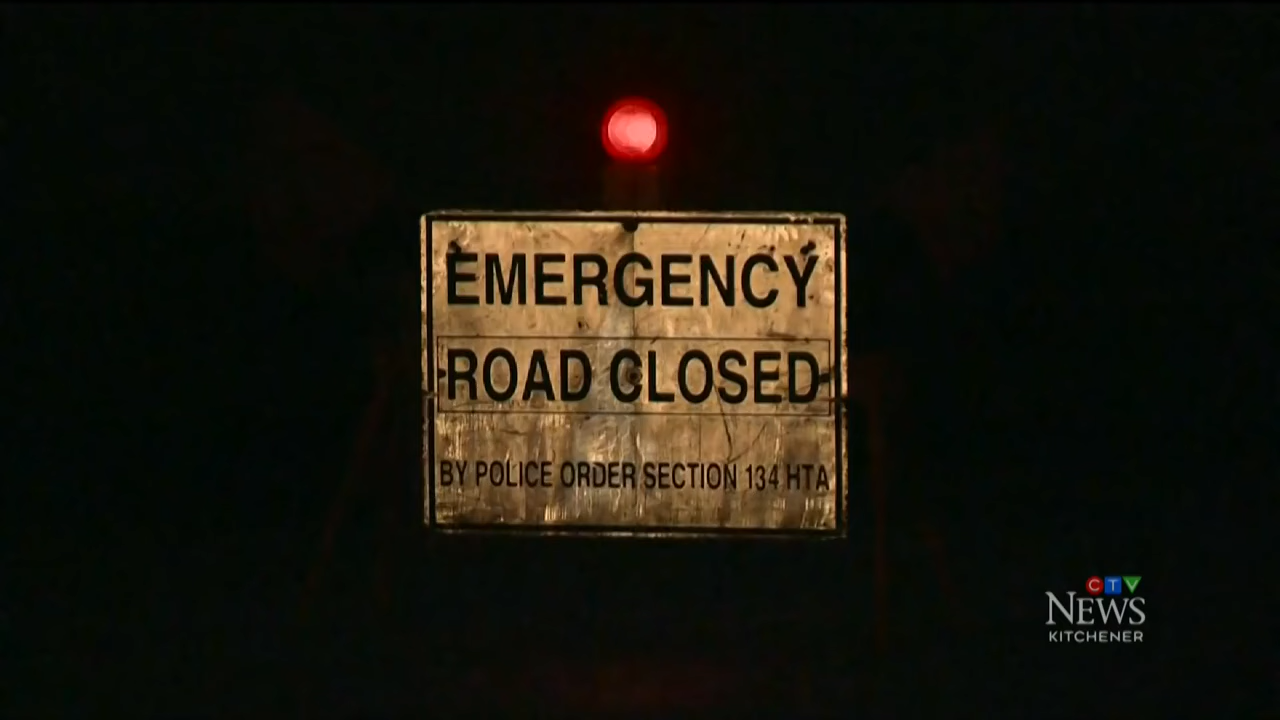 EMERGENCY
ROAD CLOSED
BY POLICE ORDER SECTION 134 HTA
CTV
NEWS
KITCHENER